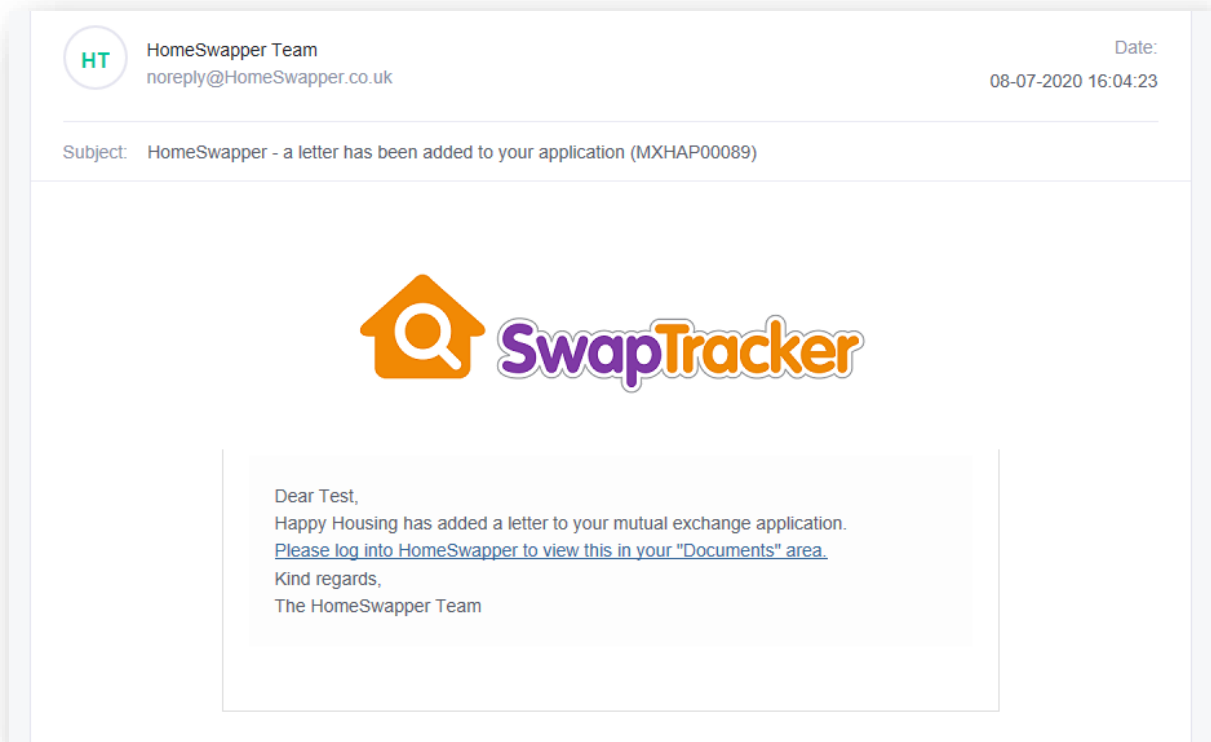 HT
HomeSwapper Team
noreply@HomeSwapper.co.uk
Date:
08-07-2020 16:04:23
Subject: HomeSwapper - a letter has been added to your application (MXHAP00089)
SwapTracker
Dear Test,
Happy Housing has added a letter to your mutual exchange application.
Please log into HomeSwapper to view this in your "Documents" area.
Kind regards,
The HomeSwapper Team